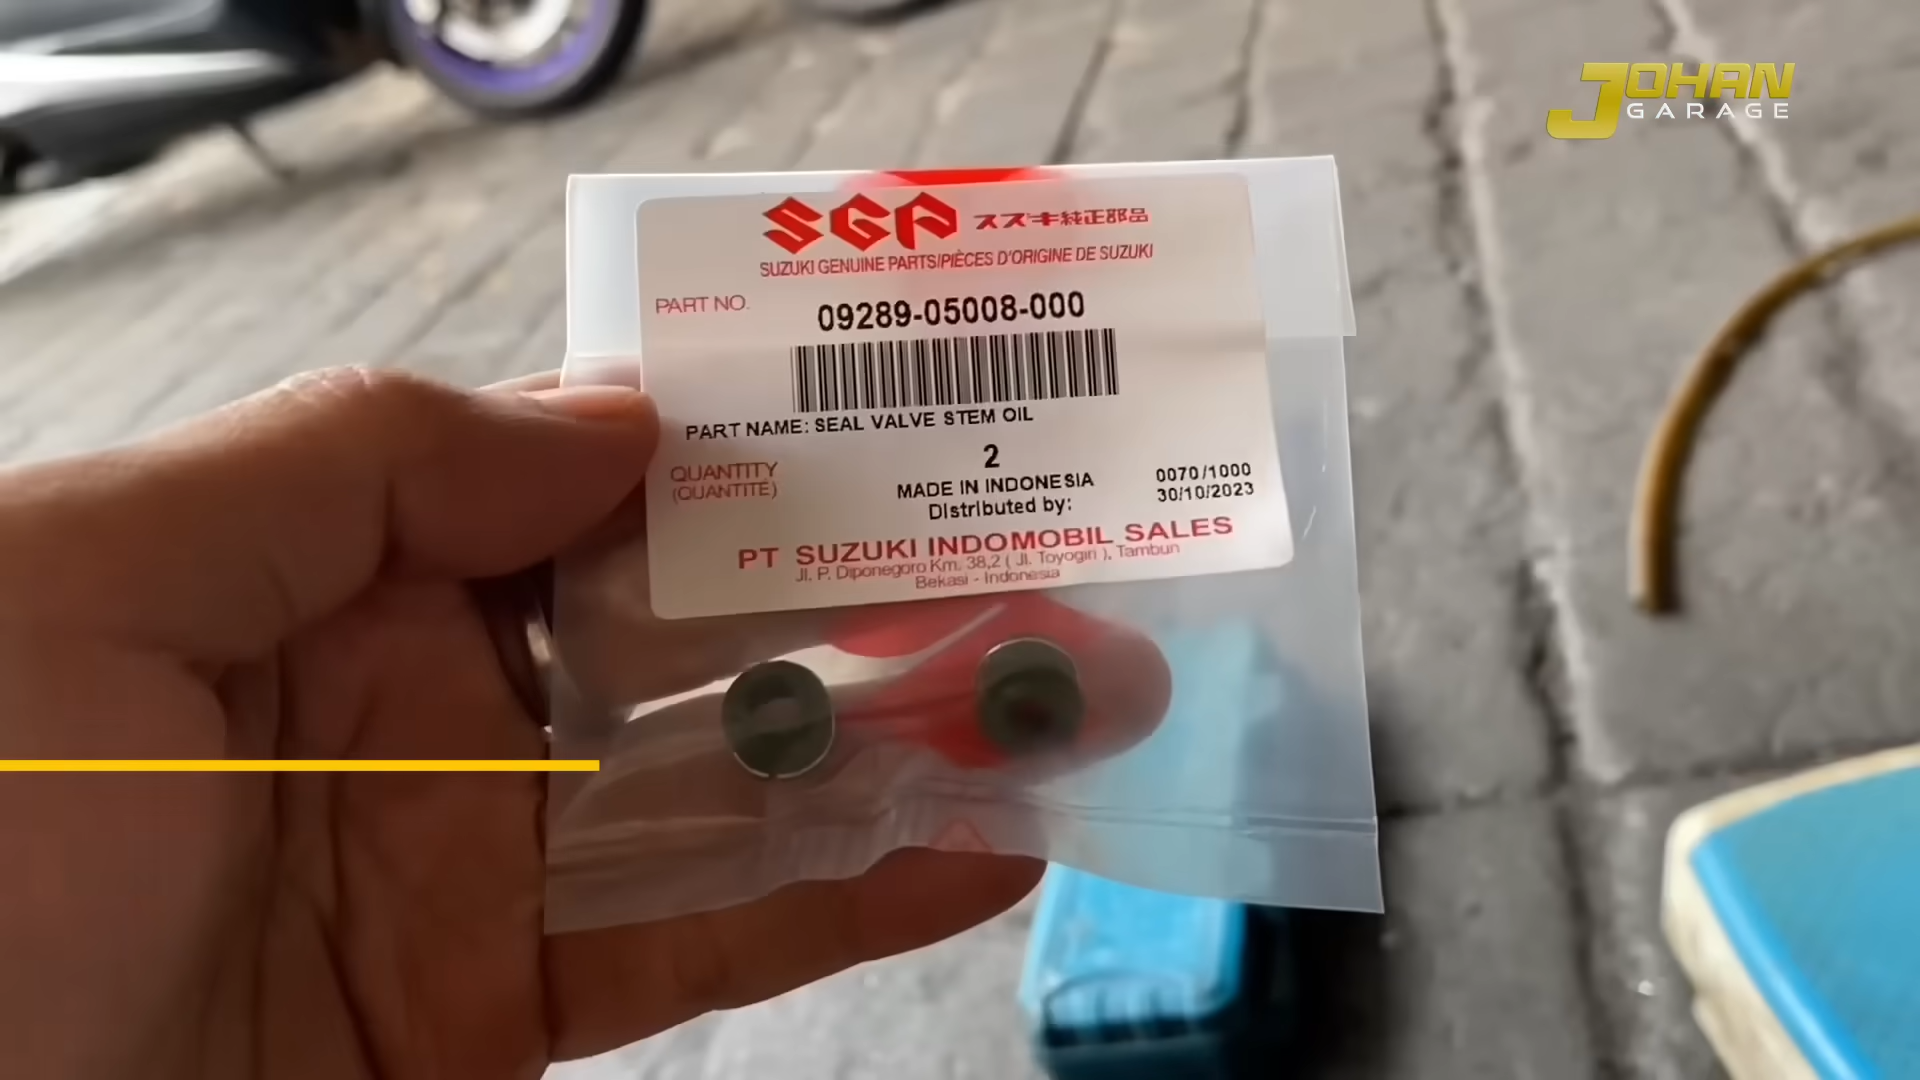 JOHAN
GARAGE
SGP スズキ純正部品
SUZUKI GENUINE PARTS/PIÈCES D'ORIGINE DE SUZUKI
PART NO. 09289-05008-000
PART NAME: SEAL VALVE STEM OIL
QUANTITY 2
(QUANTITÉ) MADE IN INDONESIA 0070/1000
Distributed by: 30/10/2023
PT SUZUKI INDOMOBIL SALES
Jl. P. Diponegoro Km. 38,2 ( Jl. Toyogiri ), Tambun
Bekasi - Indonesia